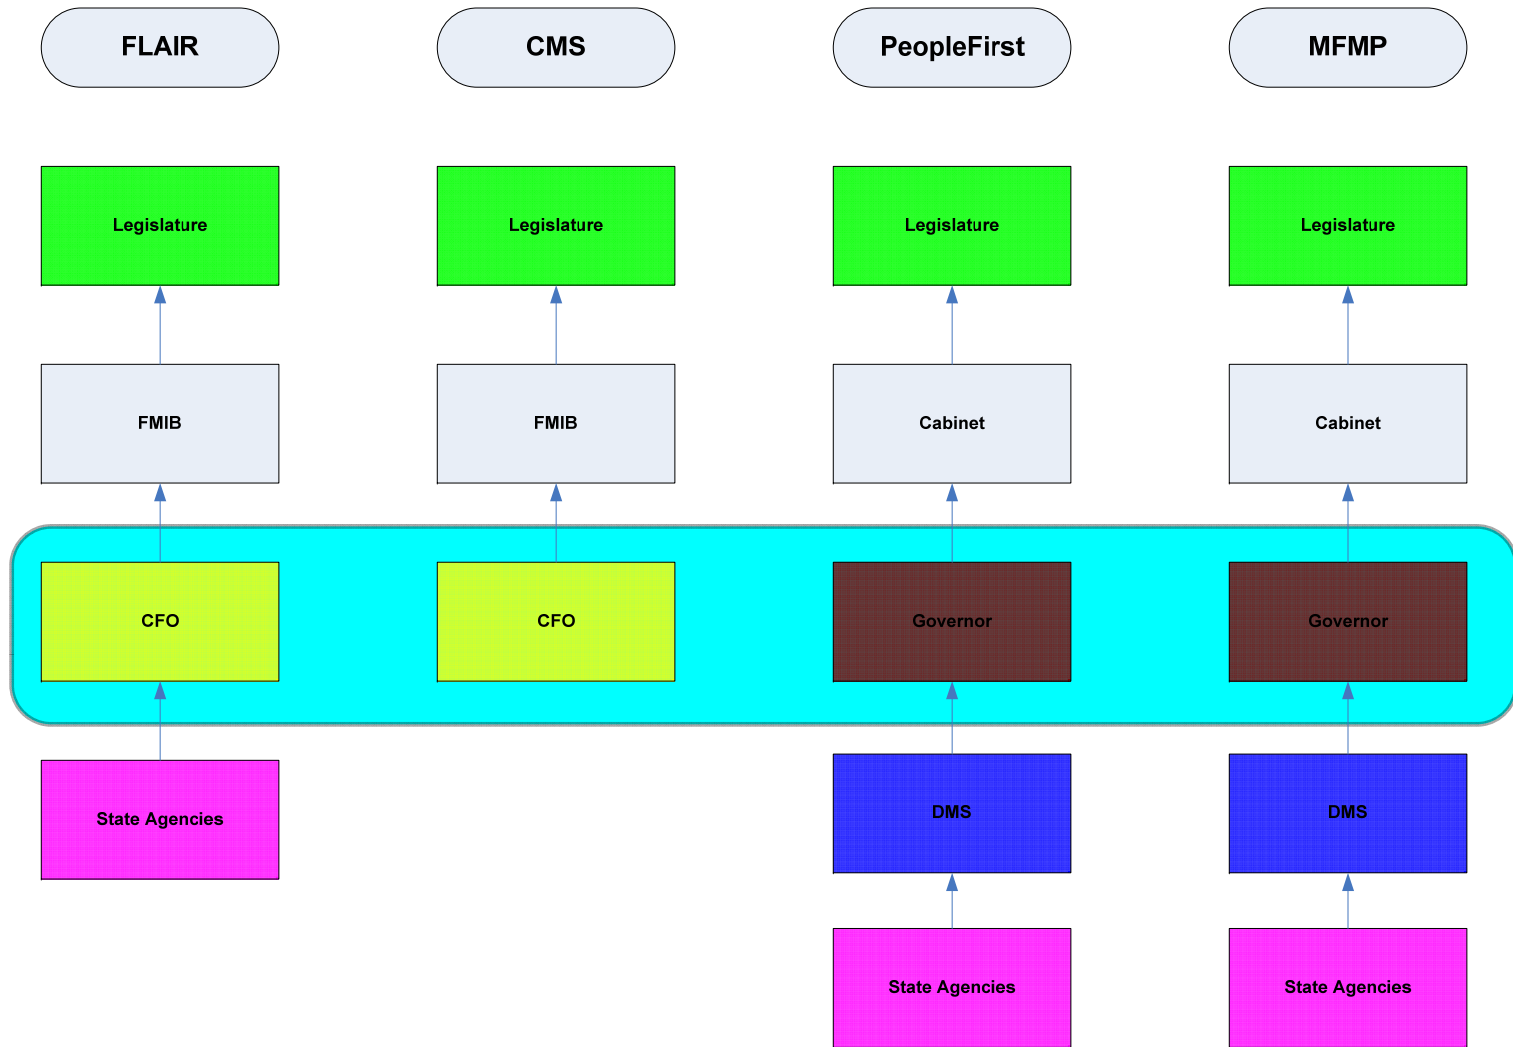 FLAIR
CMS
PeopleFirst
MFMP
Legislature
Legislature
Legislature
Legislature
FMIB
FMIB
Cabinet
Cabinet
CFO
CFO
Governor
Governor
State Agencies
DMS
DMS
State Agencies
State Agencies